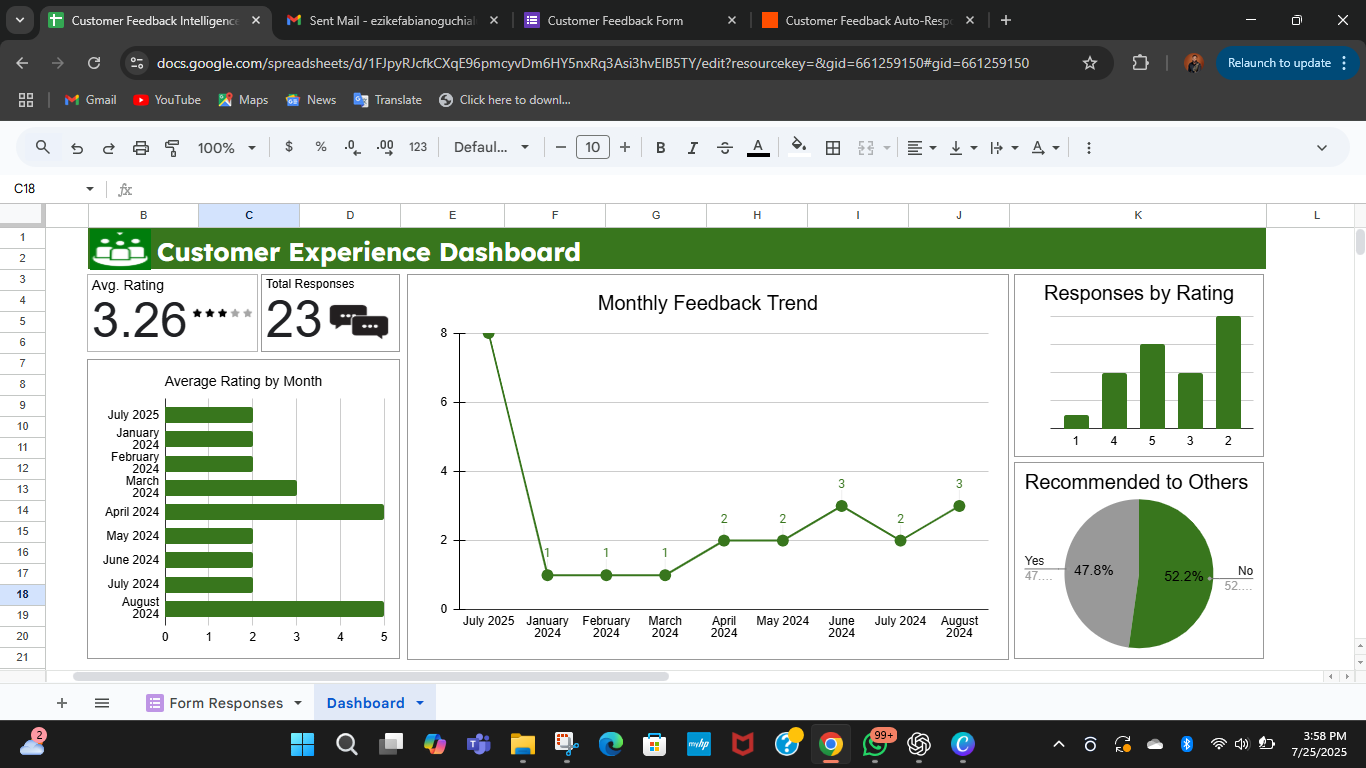 Customer Feedback Intelligence
Sent Mail - ezikefabianoguchial
Customer Feedback Form
Customer Feedback Auto-Resp
docs.google.com/spreadsheets/d/1FJpyRJcfkCXqE96pmcyvDm6HY5nxRq3Asi3hvEIB5TY/edit?resourcekey=&gid=661259150#gid=661259150
Relaunch to update
Gmail
YouTube
Maps
News
Translate
Click here to downl...
100%
$ % .0 .00 123
Defaul...
10
B I A
C18
fx
B C D E F G H I J K L
1
2
3
4
5
6
7
8
9
10
11
12
13
14
15
16
17
18
19
20
21
Customer Experience Dashboard
Avg. Rating
3.26
Total Responses
23
Average Rating by Month
July 2025
January
2024
February
2024
March
2024
April 2024
May 2024
June 2024
July 2024
August
2024
0 1 2 3 4 5
Monthly Feedback Trend
8
6
4
2
0
1 1 1 2 2 3 2 3
July 2025 January February March April May 2024 June July 2024 August
2024 2024 2024 2024 2024 2024
Responses by Rating
1 4 5 3 2
Recommended to Others
Yes
47....
47.8%
52.2%
No
52....
Form Responses
Dashboard
2
myhp
99+
3:58 PM
7/25/2025